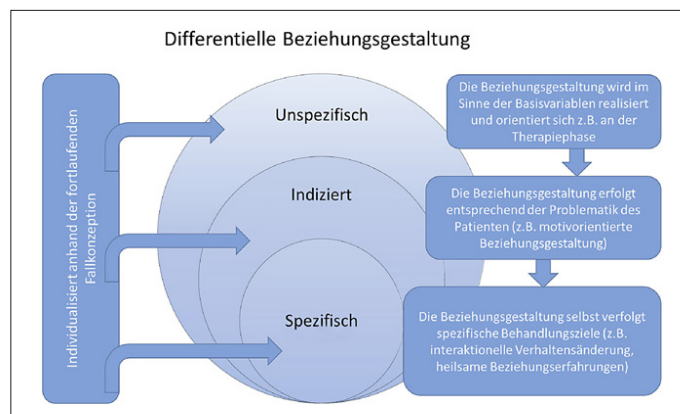 Differentielle Beziehungsgestaltung
Individualisiert anhand der fortlaufenden
Fallkonzeption
Unspezifisch
Indiziert
Spezifisch
Die Beziehungsgestaltung wird im
Sinne der Basisvariablen realisiert
und orientiert sich z.B. an der
Therapiephase
Die Beziehungsgestaltung erfolgt
entsprechend der Problematik des
Patienten (z.B. motivorientierte
Beziehungsgestaltung)
Die Beziehungsgestaltung selbst verfolgt
spezifische Behandlungsziele (z.B.
interaktionelle Verhaltensänderung,
heilsame Beziehungserfahrungen)